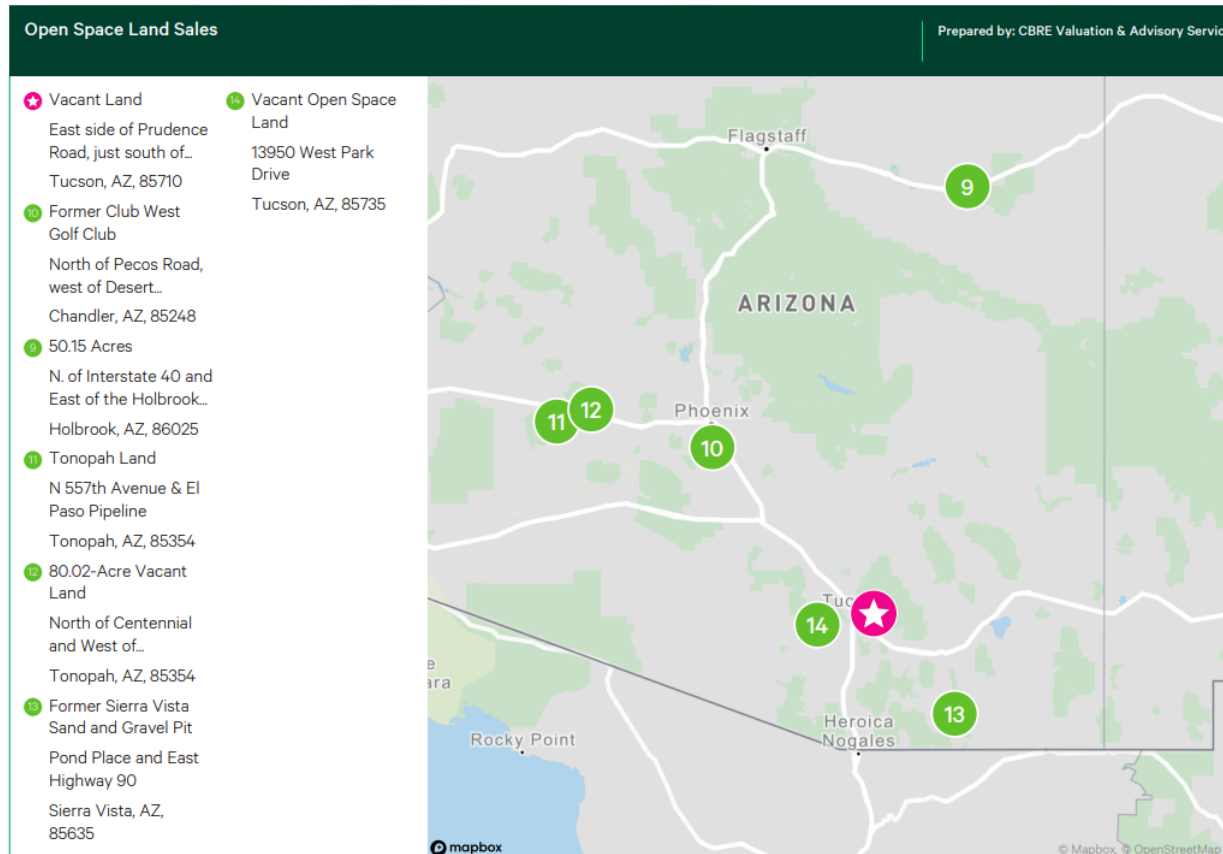 Open Space Land Sales
Prepared by: CBRE Valuation & Advisory Servic
Vacant Land
East side of Prudence
Road, just south of...
Tucson, AZ, 85710
10 Former Club West
Golf Club
North of Pecos Road,
west of Desert...
Chandler, AZ, 85248
9 50.15 Acres
N. of Interstate 40 and
East of the Holbrook...
Holbrook, AZ, 86025
11 Tonopah Land
N 557th Avenue & El
Paso Pipeline
Tonopah, AZ, 85354
12 80.02-Acre Vacant
Land
North of Centennial
and West of...
Tonopah, AZ, 85354
13 Former Sierra Vista
Sand and Gravel Pit
Pond Place and East
Highway 90
Sierra Vista, AZ,
85635
14 Vacant Open Space
Land
13950 West Park
Drive
Tucson, AZ, 85735
Flagstaff
9
ARIZONA
11
12
Phoenix
10
Tuc
14
13
Heroica
Nogales
Rocky Point
e
ara
mapbox
© Mapbox, © OpenStreetMap